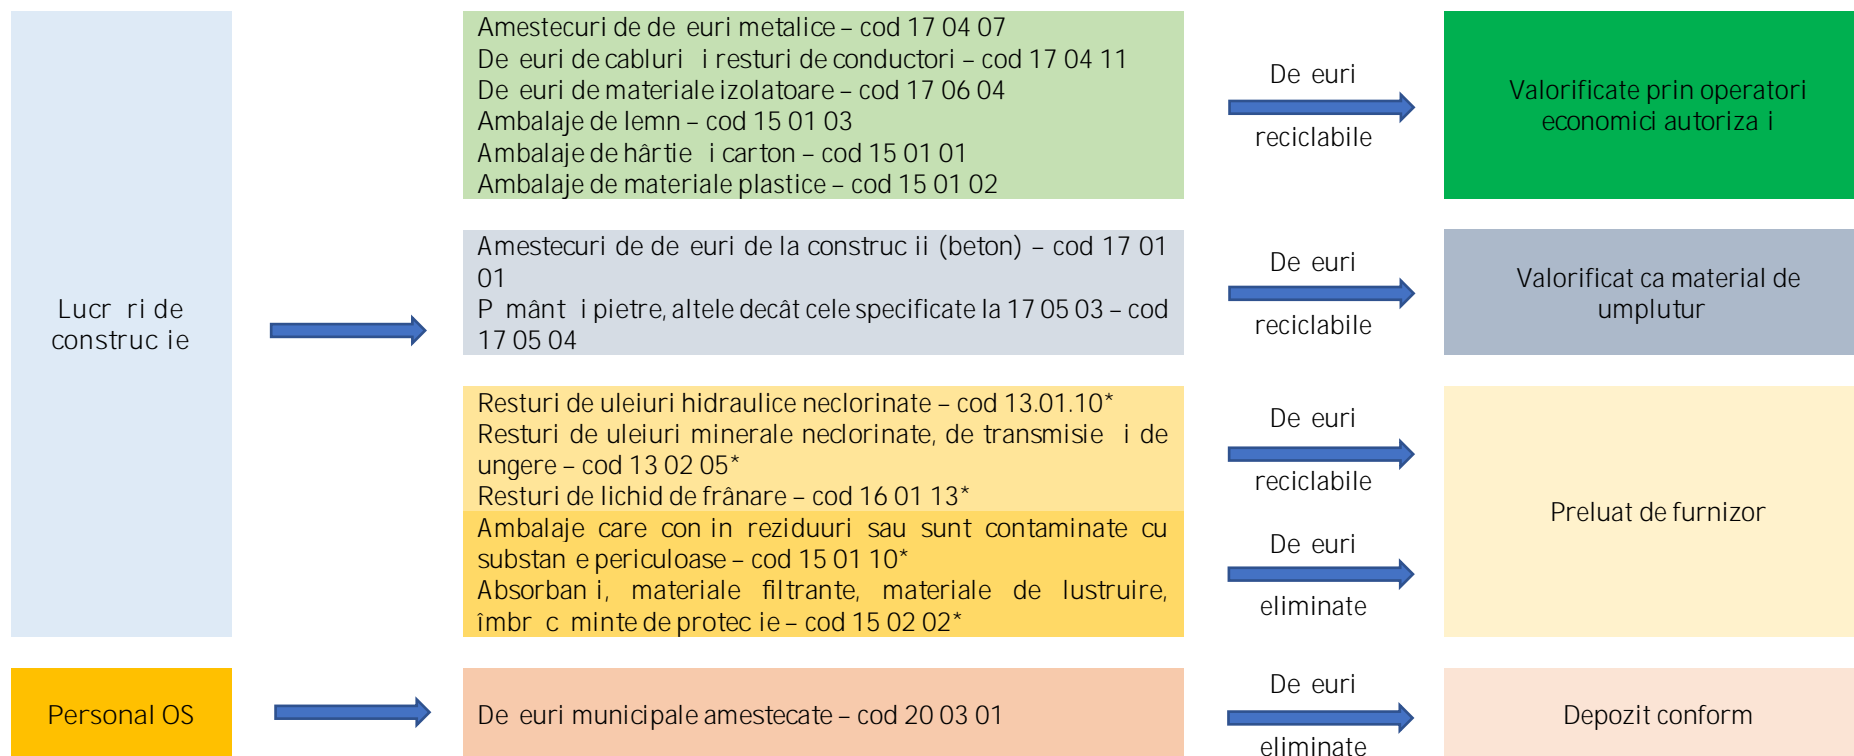 Lucr ri de
construc ie
Amestecuri de de euri metalice – cod 17 04 07
De euri de cabluri i resturi de conductori – cod 17 04 11
De euri de materiale izolatoare – cod 17 06 04
Ambalaje de lemn – cod 15 01 03
Ambalaje de hârtie i carton – cod 15 01 01
Ambalaje de materiale plastice – cod 15 01 02
De euri
reciclabile
Valorificate prin operatori
economici autoriza i
Amestecuri de de euri de la construc ii (beton) – cod 17 01
01
P mânt i pietre, altele decât cele specificate la 17 05 03 – cod
17 05 04
De euri
reciclabile
Valorificat ca material de
umplutur
Resturi de uleiuri hidraulice neclorinate – cod 13.01.10*
Resturi de uleiuri minerale neclorinate, de transmisie i de
ungere – cod 13 02 05*
Resturi de lichid de frânare – cod 16 01 13*
De euri
reciclabile
Ambalaje care con in reziduuri sau sunt contaminate cu
substan e periculoase – cod 15 01 10*
Absorban i, materiale filtrante, materiale de lustruire,
îmbr c minte de protec ie – cod 15 02 02*
De euri
eliminate
Preluat de furnizor
Personal OS
De euri municipale amestecate – cod 20 03 01
De euri
eliminate
Depozit conform